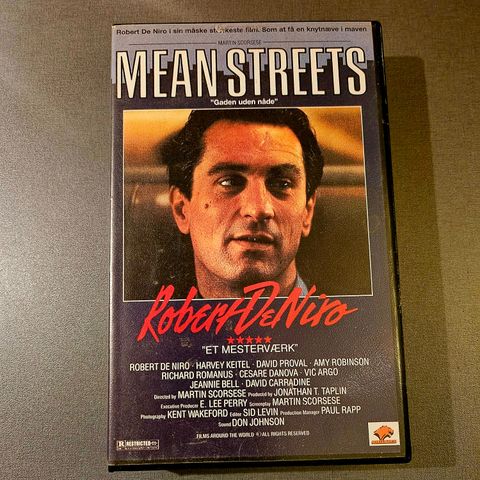 Robert De Niro i sin måske stærkeste film. Som at få en knytnæve i maven
MARTIN SCORSESE
MEAN STREETS
"Gaden uden nåde"
Robert De Niro
★★★★★
"ET MESTERVÆRK"
ROBERT DE NIRO · HARVEY KEITEL · DAVID PROVAL · AMY ROBINSON
RICHARD ROMANUS · CESARE DANOVA · VIC ARGO
JEANNIE BELL · DAVID CARRADINE
Directed by MARTIN SCORSESE Produced by JONATHAN T. TAPLIN
Executive Producer E. LEE PERRY Screenplay MARTIN SCORSESE
Photography KENT WAKEFORD Editor SID LEVIN Production Manager PAUL RAPP
Sound DON JOHNSON
FILMS AROUND THE WORLD ® ALL RIGHTS RESERVED
R RESTRICTED